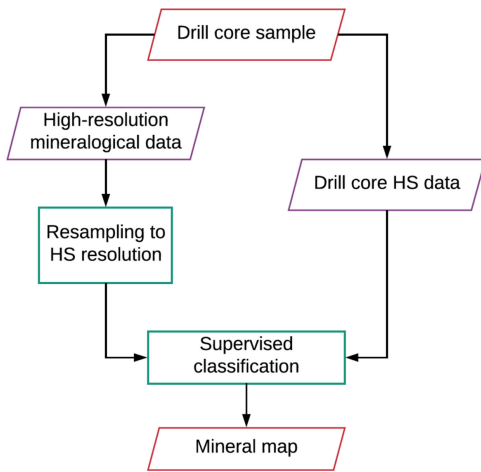 Drill core sample
High-resolution
mineralogical data
Drill core HS data
Resampling to
HS resolution
Supervised
classification
Mineral map